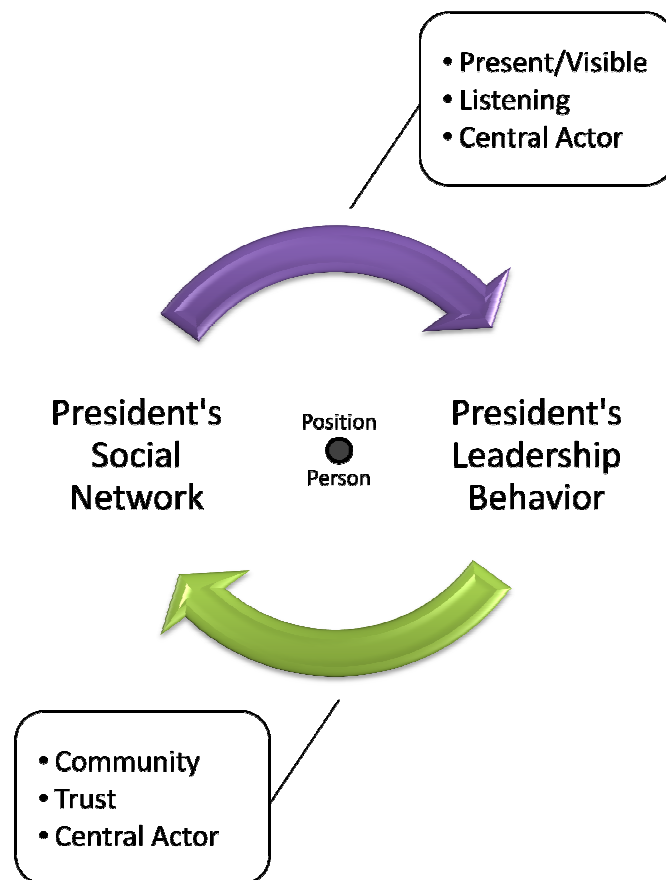 • Present/Visible
• Listening
• Central Actor
President's
Social
Network
Position
Person
President's
Leadership
Behavior
• Community
• Trust
• Central Actor